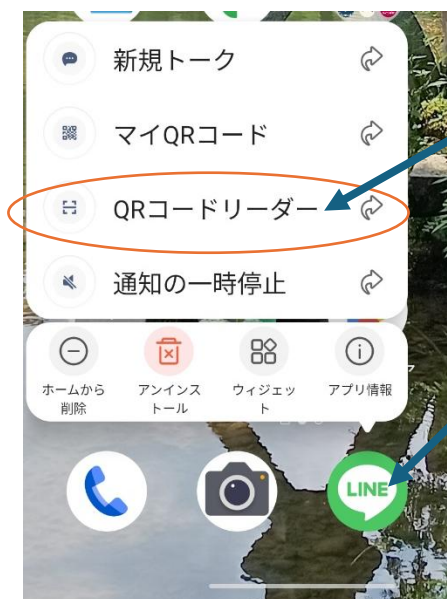 新規トーク
マイQRコード
QRコードリーダー
通知の一時停止
ホームから
削除
アンインス
トール
ウィジェッ
ト
アプリ情報
LINE